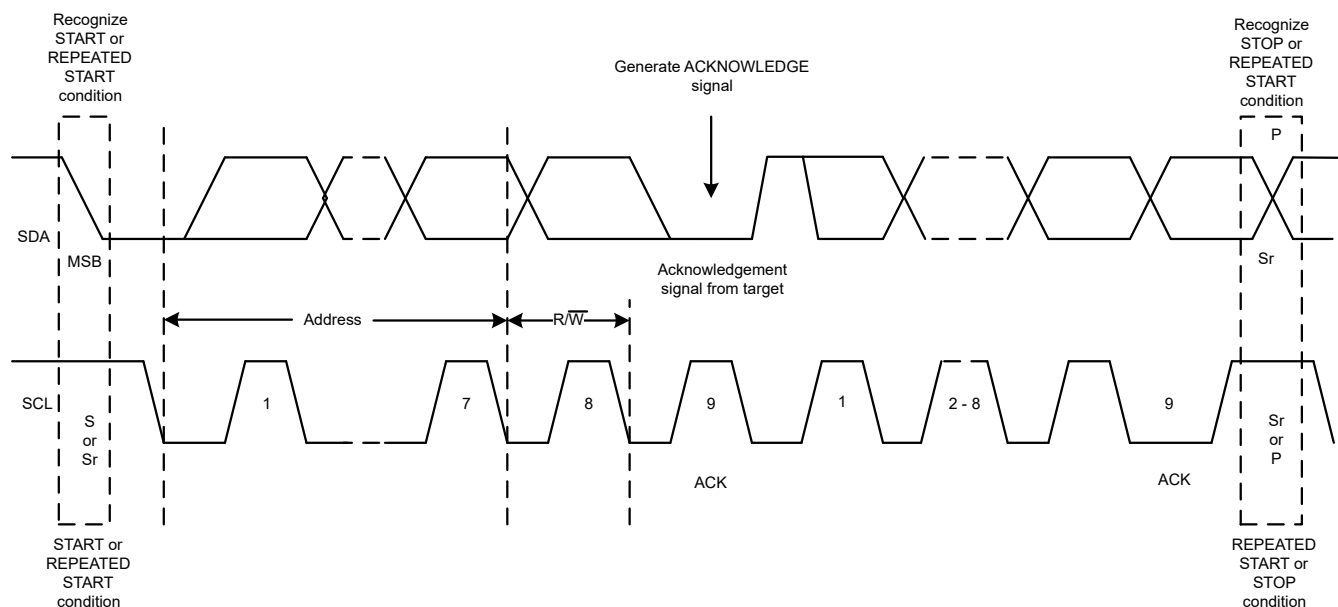 Recognize
START or
REPEATED
START
condition
Generate ACKNOWLEDGE
signal
Recognize
STOP or
REPEATED
START
condition
P
SDA
MSB
Acknowledgement
signal from target
Sr
Address
R/W̅
SCL
1
7
8
9
1
2 - 8
9
S
or
Sr
Sr
or
P
ACK
ACK
START or
REPEATED
START
condition
REPEATED
START or
STOP
condition